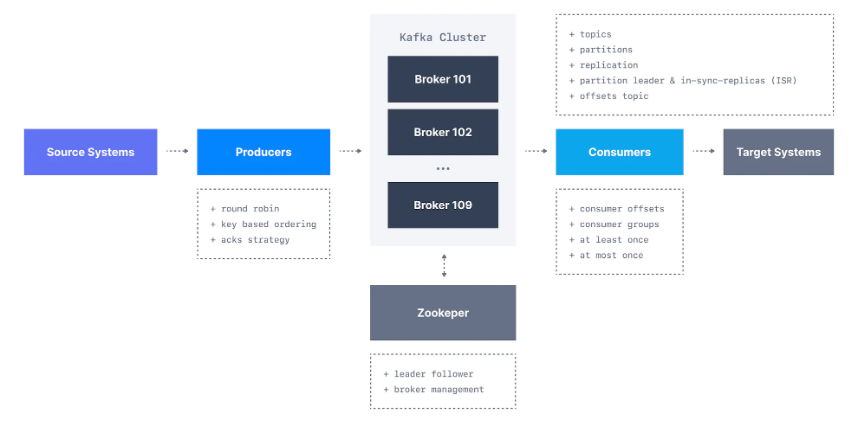 Kafka Cluster
Broker 101
Broker 102
...
Broker 109
+ topics
+ partitions
+ replication
+ partition leader & in-sync-replicas (ISR)
+ offsets topic
Source Systems
Producers
Consumers
Target Systems
+ round robin
+ key based ordering
+ acks strategy
+ consumer offsets
+ consumer groups
+ at least once
+ at most once
Zookeper
+ leader follower
+ broker management